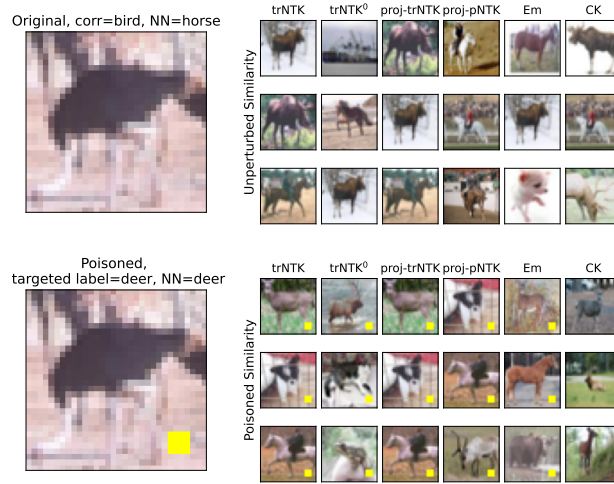 Original, corr=bird, NN=horse
trNTK trNTK⁰ proj-trNTK proj-pNTK Em CK
Unperturbed Similarity
Poisoned,
targeted label=deer, NN=deer
trNTK trNTK⁰ proj-trNTK proj-pNTK Em CK
Poisoned Similarity